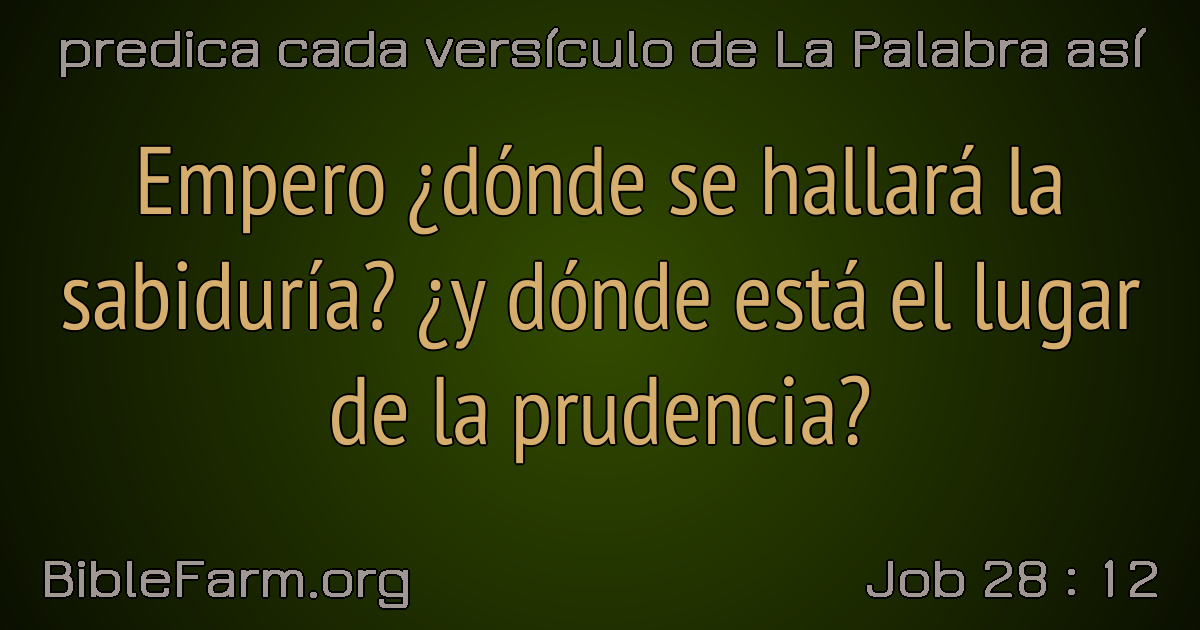 predica cada versículo de La Palabra así
Empero ¿dónde se hallará la
sabiduría? ¿y dónde está el lugar
de la prudencia?
BibleFarm.org
Job 28 : 12